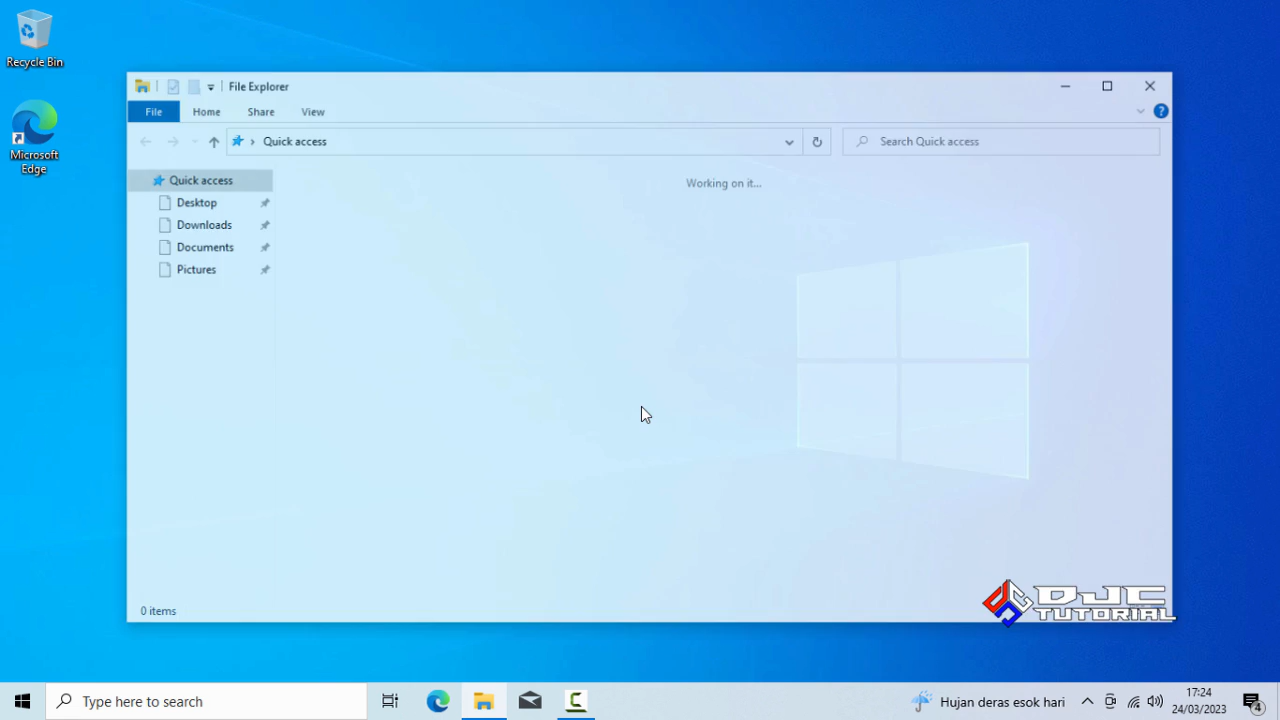 Recycle Bin
Microsoft
Edge
File Explorer
File
Home
Share
View
?
Quick access
Search Quick access
Quick access
Desktop
Downloads
Documents
Pictures
Working on it...
0 items
DJC
TUTORIAL
Type here to search
C
Hujan deras esok hari
17:24
24/03/2023
4